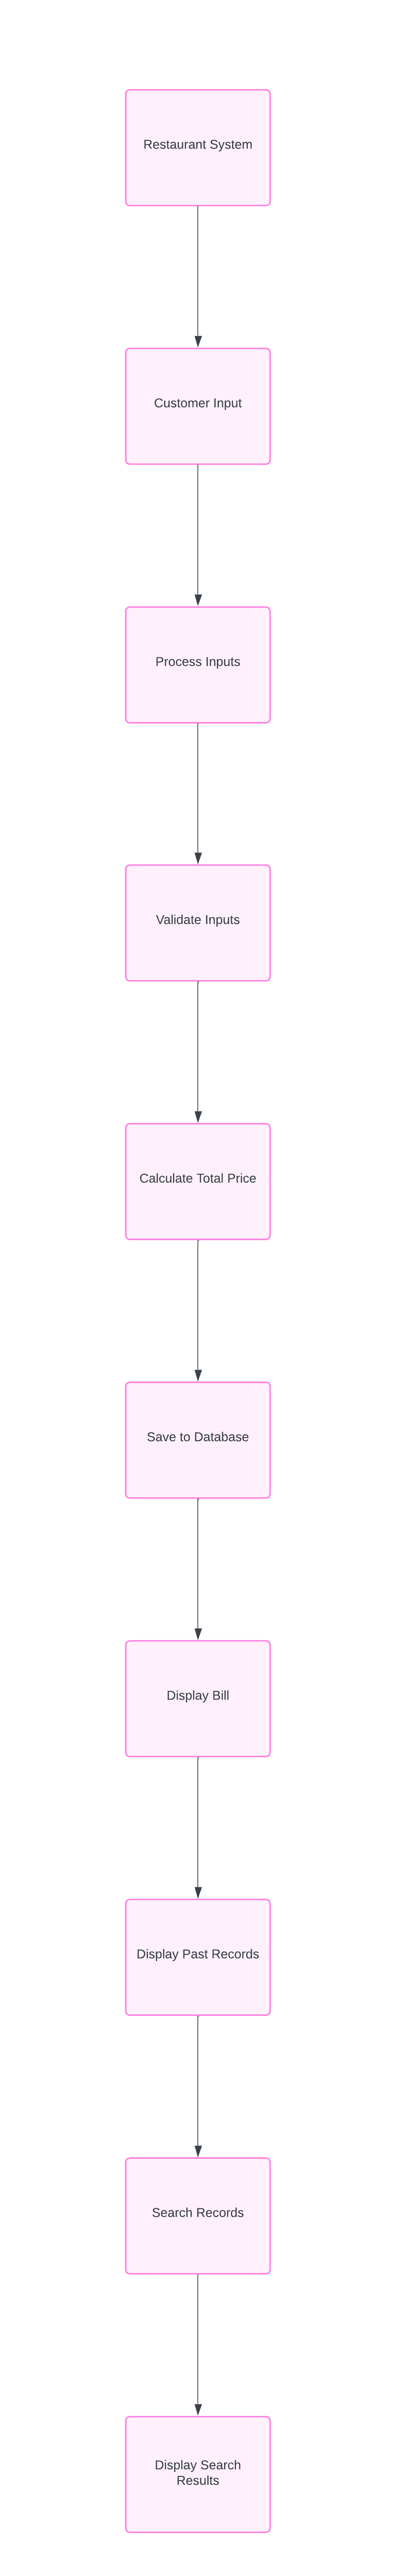 Restaurant System
Customer Input
Process Inputs
Validate Inputs
Calculate Total Price
Save to Database
Display Bill
Display Past Records
Search Records
Display Search
Results